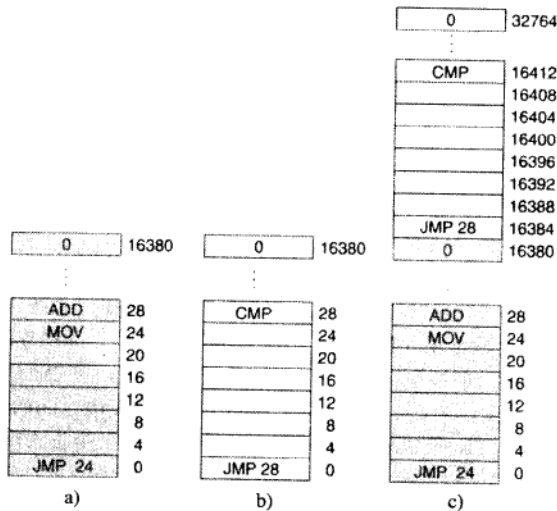 0 32764
CMP 16412
16408
16404
16400
16396
16392
16388
JMP 28 16384
0 16380
0 16380
0 16380
ADD 28
MOV 24
20
16
12
8
4
JMP 24 0
a)
CMP 28
24
20
16
12
8
4
JMP 28 0
b)
ADD 28
MOV 24
20
16
12
8
4
JMP 24 0
c)